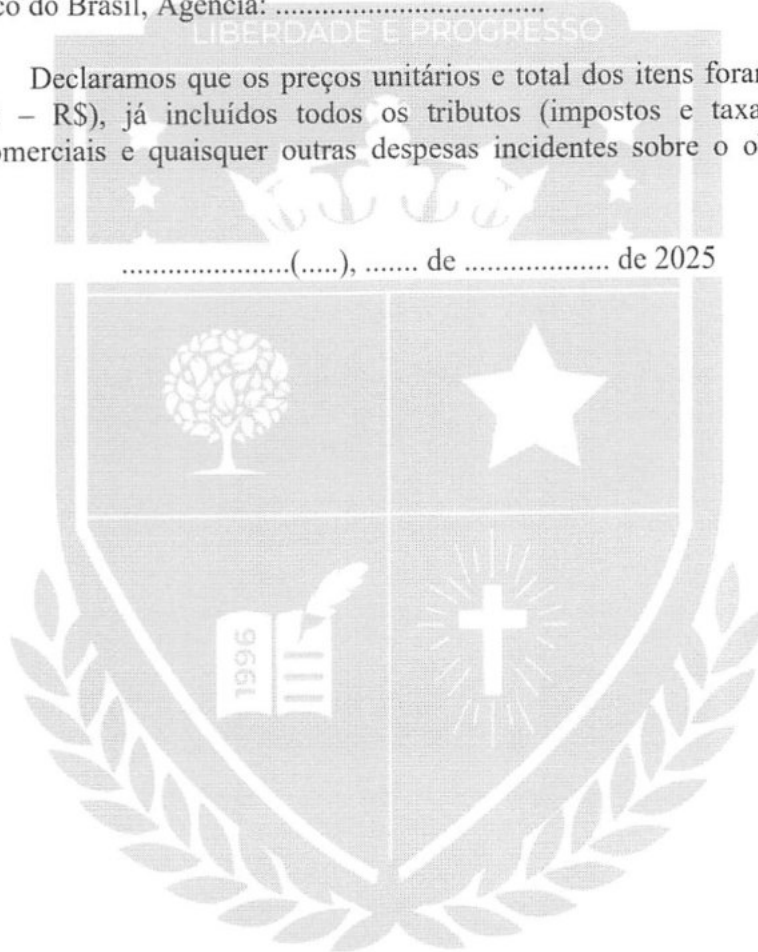 co do Brasil, Agência: ..................................
LIBERDADE E PROGRESSO
Declaramos que os preços unitários e total dos itens foram
– R$), já incluídos todos os tributos (impostos e taxa
omerciais e quaisquer outras despesas incidentes sobre o o
.....................(.....), ....... de .................. de 2025
1996